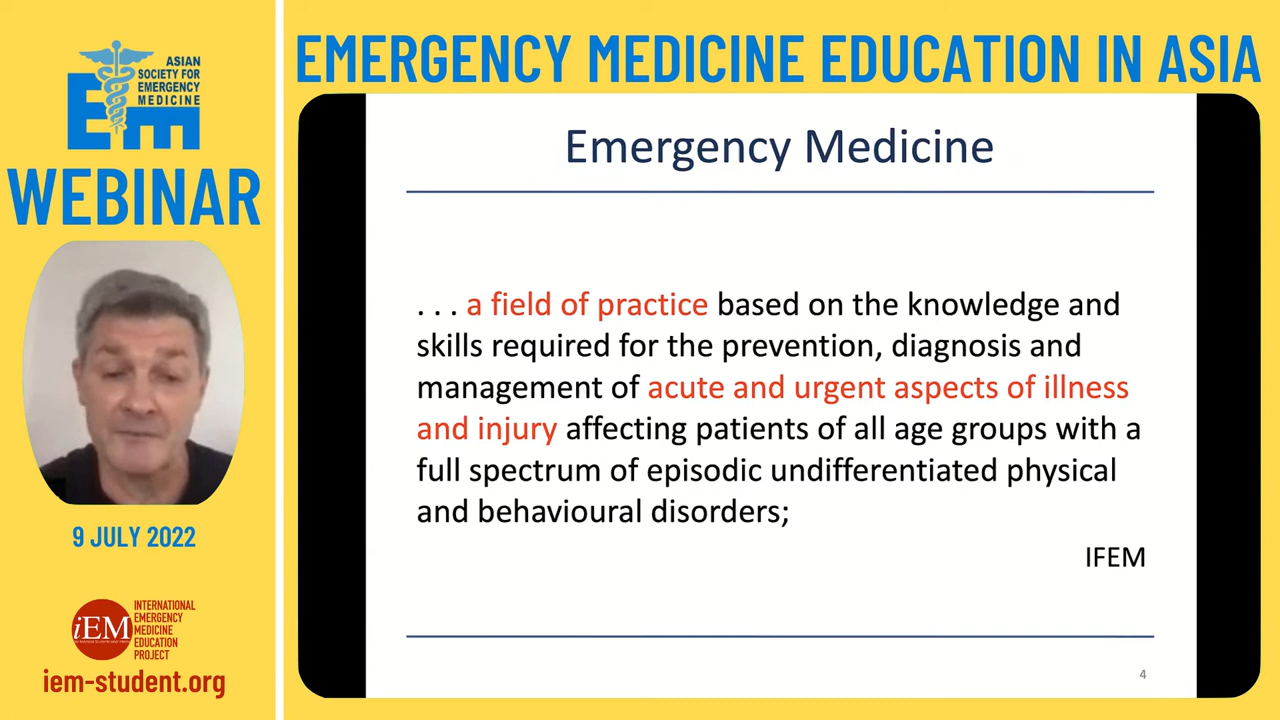 ASIAN
SOCIETY FOR
EMERGENCY
MEDICINE
Em
WEBINAR
9 JULY 2022
iEM
INTERNATIONAL
EMERGENCY
MEDICINE
EDUCATION
PROJECT
iem-student.org
EMERGENCY MEDICINE EDUCATION IN ASIA
Emergency Medicine
. . . a field of practice based on the knowledge and
skills required for the prevention, diagnosis and
management of acute and urgent aspects of illness
and injury affecting patients of all age groups with a
full spectrum of episodic undifferentiated physical
and behavioural disorders;
IFEM
4